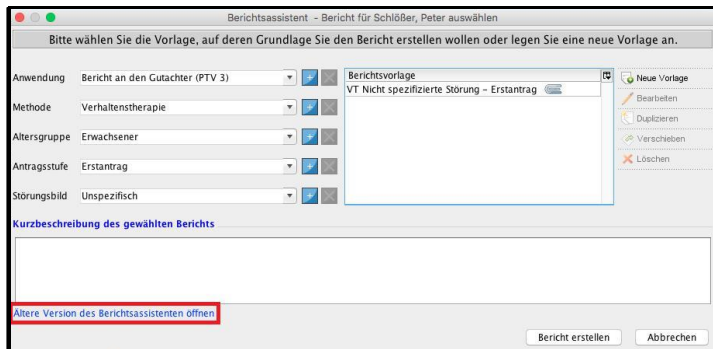 Berichtsassistent - Bericht für Schlößer, Peter auswählen
Bitte wählen Sie die Vorlage, auf deren Grundlage Sie den Bericht erstellen wollen oder legen Sie eine neue Vorlage an.
Anwendung Bericht an den Gutachter (PTV 3)
Methode Verhaltenstherapie
Altersgruppe Erwachsener
Antragsstufe Erstantrag
Störungsbild Unspezifisch
Berichtsvorlage
VT Nicht spezifizierte Störung - Erstantrag
Neue Vorlage
Bearbeiten
Duplizieren
Verschieben
Löschen
Kurzbeschreibung des gewählten Berichts
Ältere Version des Berichtsassistenten öffnen
Bericht erstellen Abbrechen